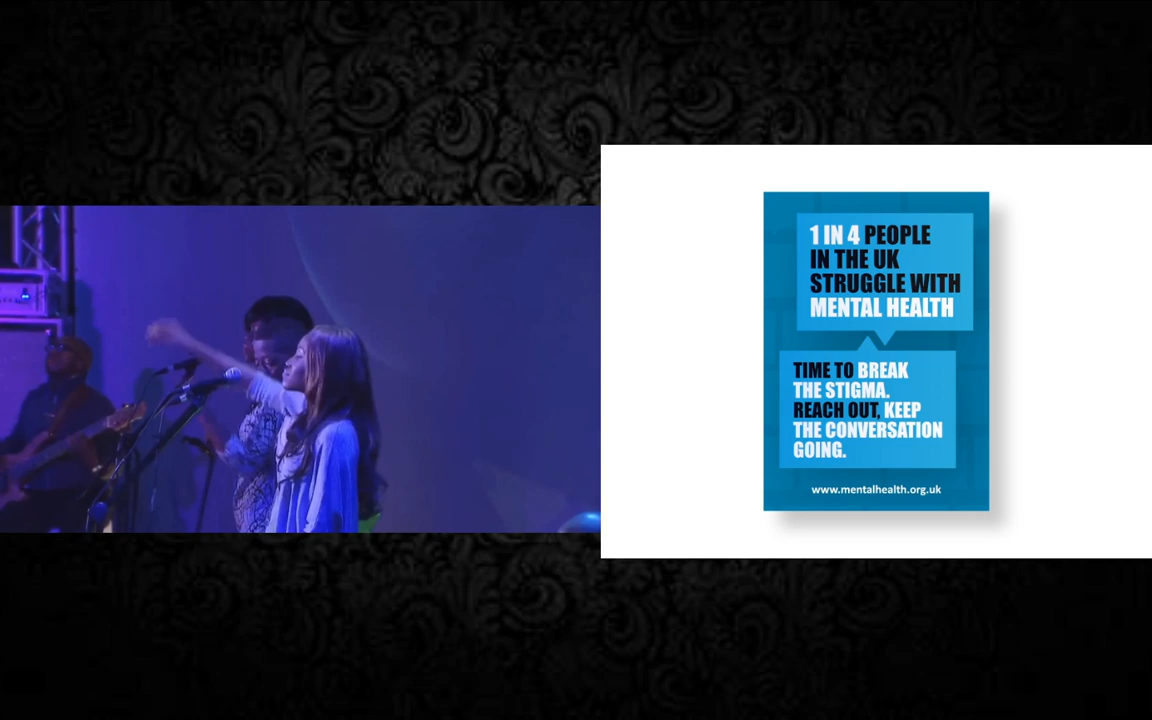 1 IN 4 PEOPLE
IN THE UK
STRUGGLE WITH
MENTAL HEALTH
TIME TO BREAK
THE STIGMA.
REACH OUT, KEEP
THE CONVERSATION
GOING.
www.mentalhealth.org.uk